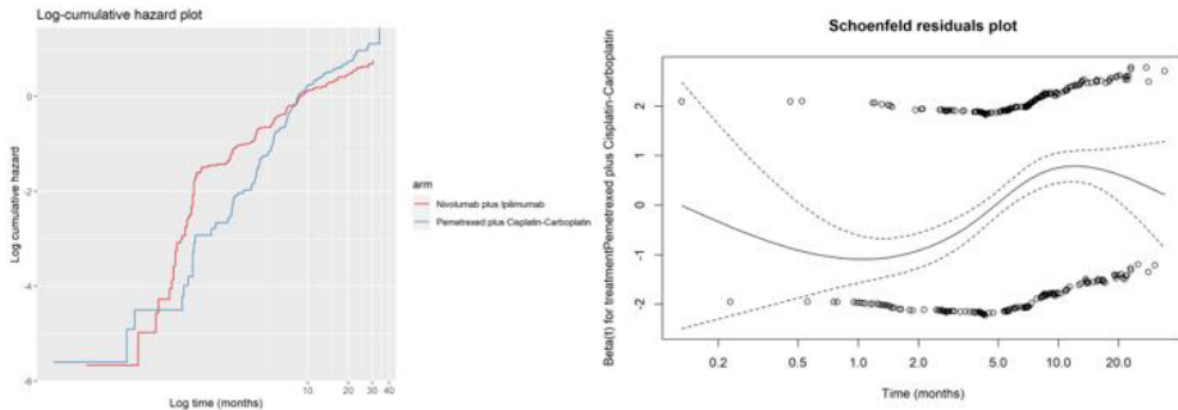 Log-cumulative hazard plot
Log cumulative hazard
0
-2
-4
-6
10
20
30
40
Log time (months)
arm
Nivolumab plus Ipilimumab
Pemetrexed plus Cisplatin-Carboplatin
Schoenfeld residuals plot
Beta(t) for treatmentPemetrexed plus Cisplatin-Carboplatin
2
1
0
-1
-2
0.2
0.5
1.0
2.0
5.0
10.0
20.0
Time (months)